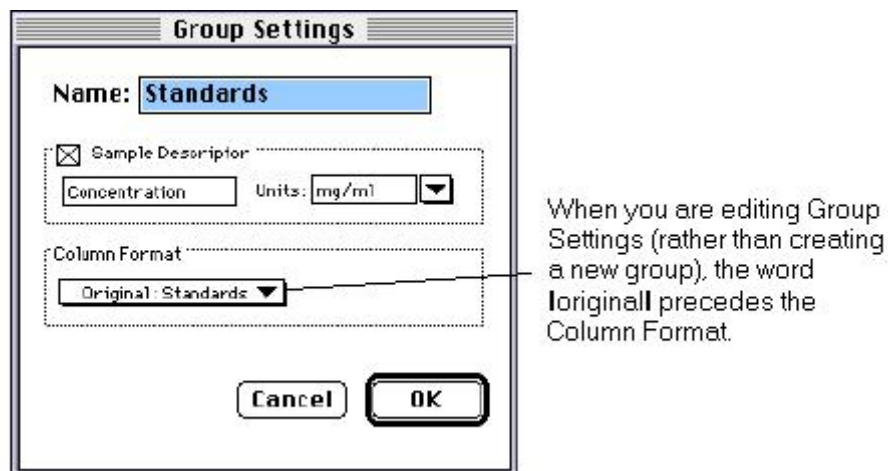 Group Settings
Name: Standards
Sample Descriptor
Concentration Units: mg/ml
Column Format
Original: Standards
Cancel OK
When you are editing Group
Settings (rather than creating
a new group), the word
loriginall precedes the
Column Format.